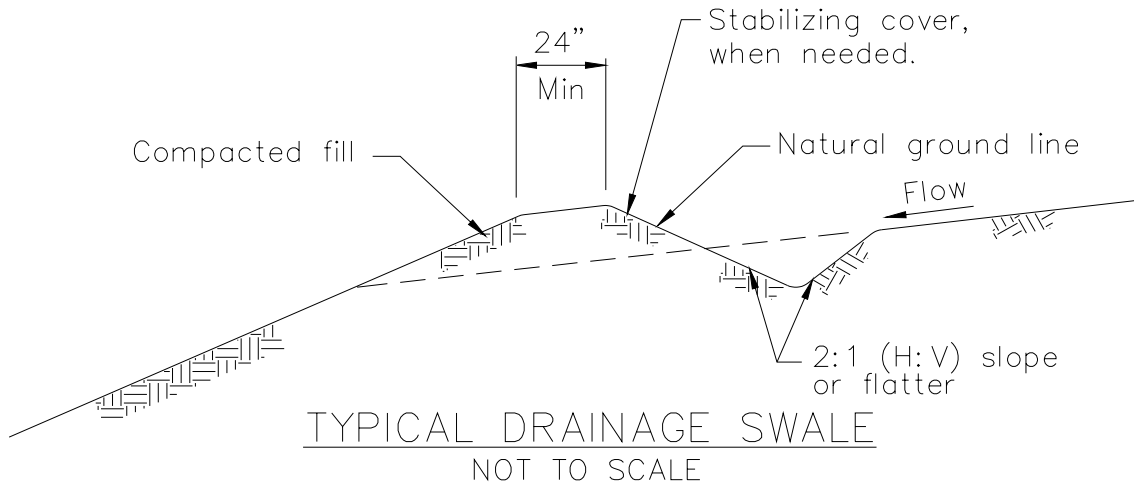 Stabilizing cover,
when needed.
24”
Min
Compacted fill
Natural ground line
Flow
2:1 (H:V) slope
or flatter
TYPICAL DRAINAGE SWALE
NOT TO SCALE